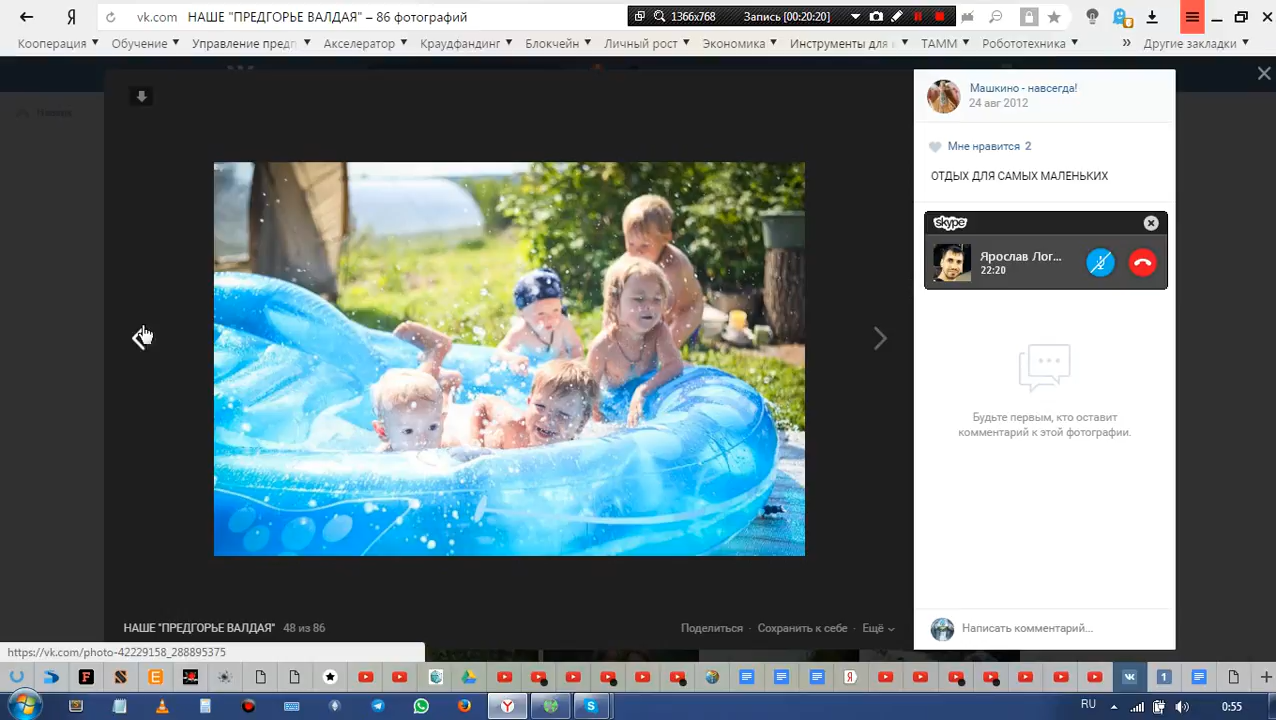 Я
vk.com НАШЕ "ПРЕДГОРЬЕ ВАЛДАЯ" – 86 фотографий
1366x768 Запись [00:20:20]
Кооперация Обучение Управление предп Акселератор Краудфандинг Блокчейн Личный рост Экономика Инструменты для ТАММ Робототехника » Другие закладки
Машкино - навсегда!
24 авг 2012
Мне нравится 2
ОТДЫХ ДЛЯ САМЫХ МАЛЕНЬКИХ
skype
Ярослав Лог...
22:20
Будьте первым, кто оставит
комментарий к этой фотографии.
НАШЕ "ПРЕДГОРЬЕ ВАЛДАЯ" 48 из 86
Поделиться · Сохранить к себе · Ещё
Написать комментарий...
https://vk.com/photo-42229158_288895375
RU
0:55